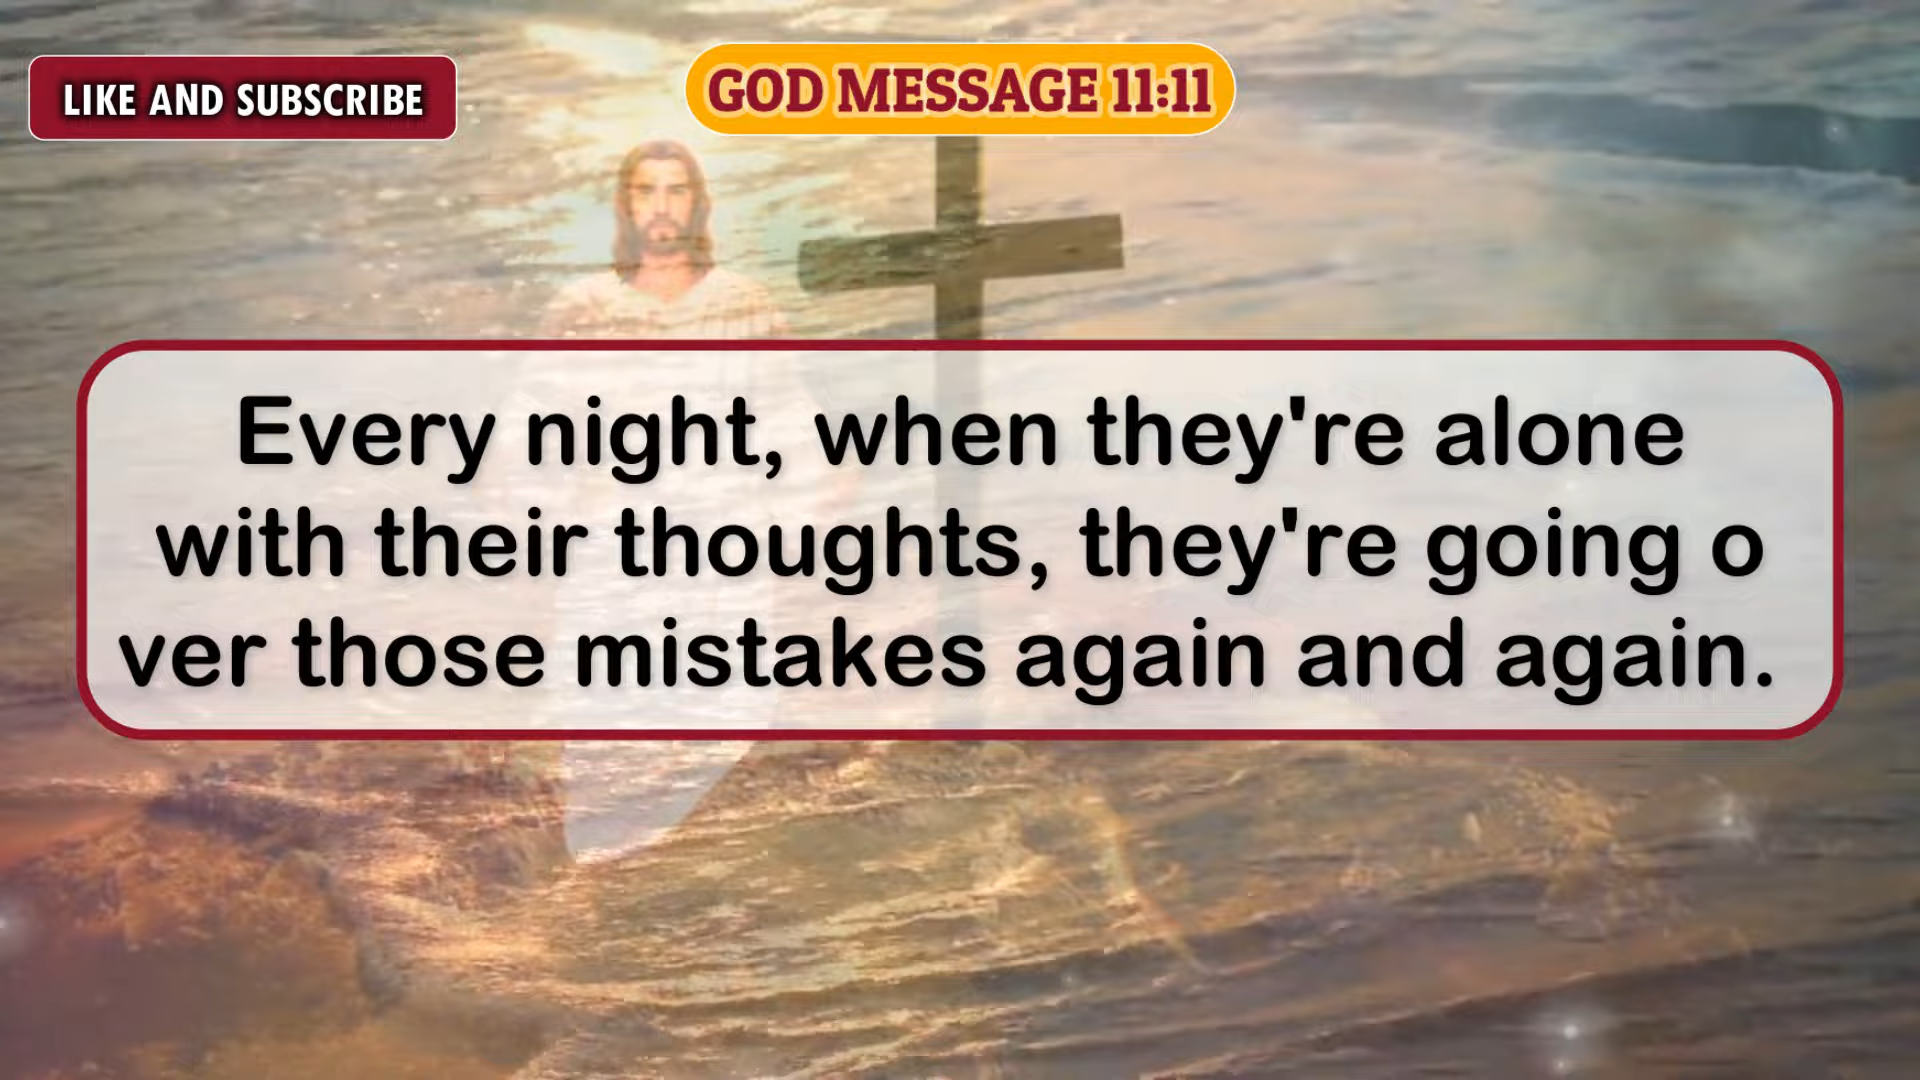 LIKE AND SUBSCRIBE
GOD MESSAGE 11:11
Every night, when they're alone
with their thoughts, they're going o
ver those mistakes again and again.